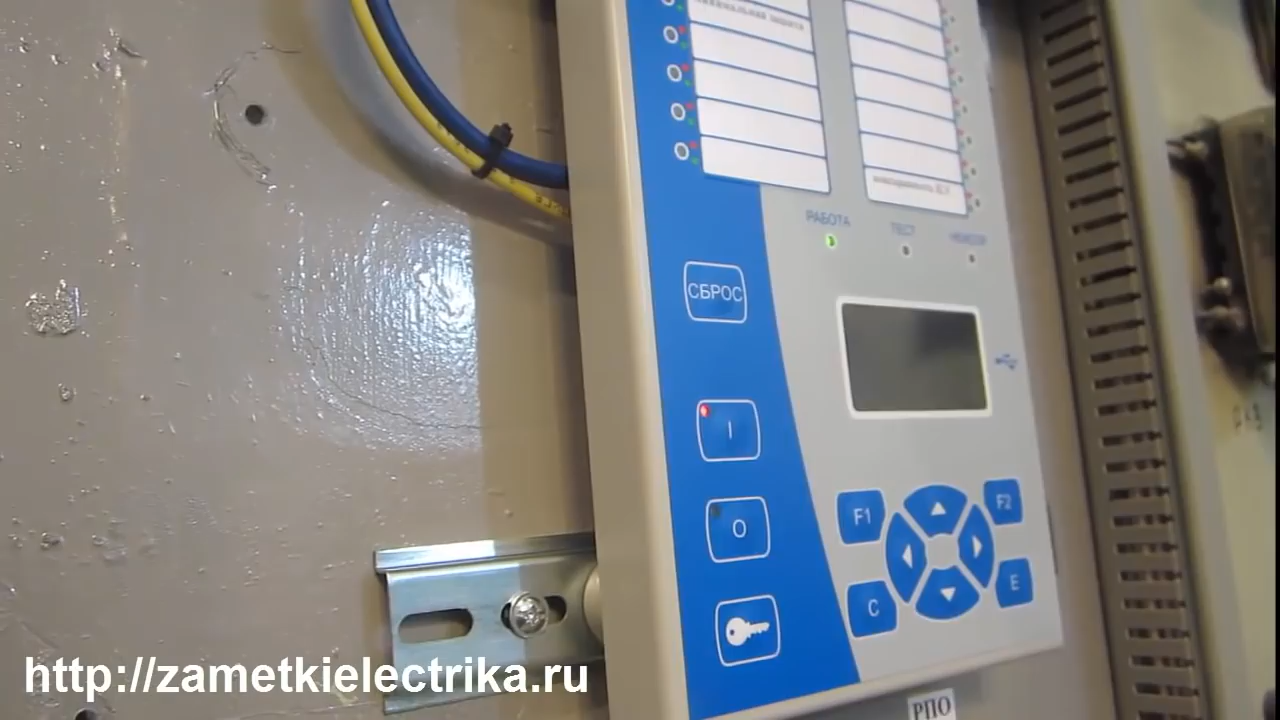 РАБОТА
ТЕСТ
СБРОС
I
O
F1
F2
C
E
РПО
http://zametkielectrika.ru